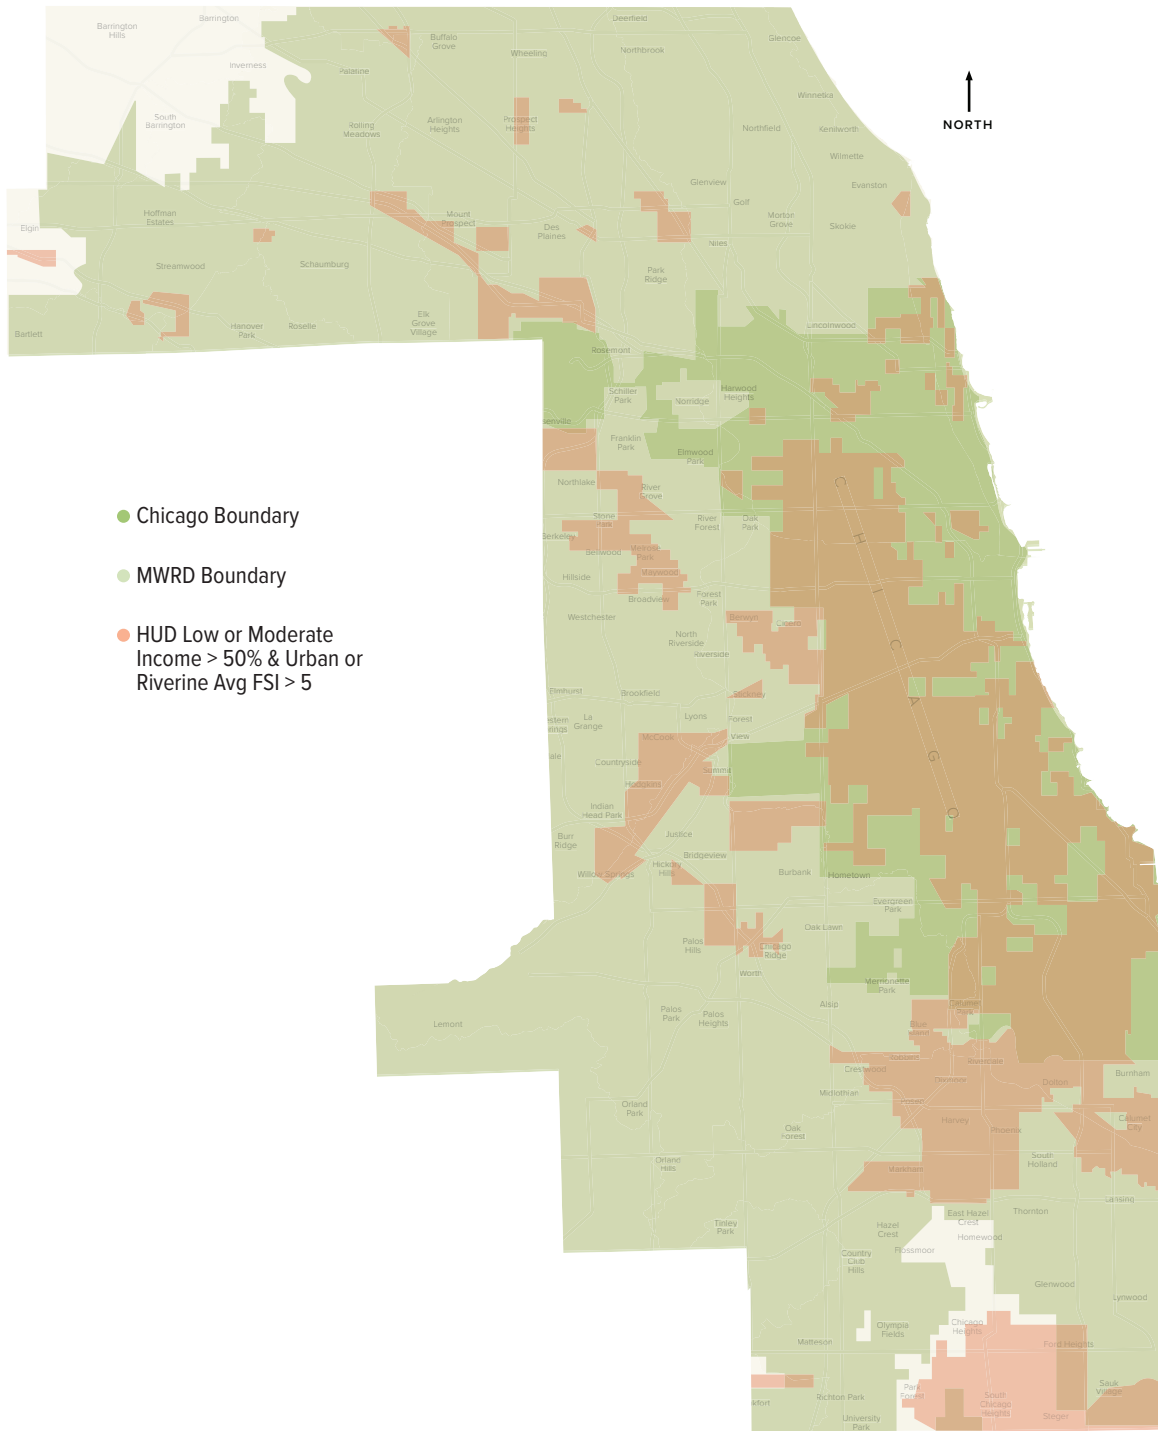 Barrington
Barrington
Hills
Deerfield
Buffalo
Grove
Glencoe
Wheeling
Northbrook
Inverness
Palatine
NORTH
Winnetka
South
Barrington
Rolling
Meadows
Arlington
Heights
Prospect
Heights
Northfield
Kenilworth
Wilmette
Glenview
Evanston
Golf
Hoffman
Estates
Mount
Prospect
Morton
Grove
Elgin
Des
Plaines
Skokie
Niles
Streamwood
Schaumburg
Park
Ridge
Bartlett
Hanover
Park
Roselle
Elk
Grove
Village
Lincolnwood
Rosemont
Schiller
Park
Norridge
Harwood
Heights
senville
Franklin
Park
Elmwood
Park
Northlake
River
Grove
CHICAGO
Chicago Boundary
Stone
Park
River
Forest
Oak
Park
Berkeley
Bellwood
Melrose
Park
MWRD Boundary
Hillside
Maywood
Broadview
Forest
Park
Westchester
Berwyn
Cicero
HUD Low or Moderate
Income > 50% & Urban or
Riverine Avg FSI > 5
North
Riverside
Riverside
Elmhurst
Brookfield
Stickney
estern
rings
La
Grange
Lyons
Forest
View
McCook
dale
Countryside
Summit
Hodgkins
Indian
Head Park
Burr
Ridge
Justice
Bridgeview
Willow Springs
Hickory
Hills
Burbank
Hometown
Evergreen
Park
Oak Lawn
Palos
Hills
Chicago
Ridge
Worth
Merrionette
Park
Alsip
Calumet
Park
Lemont
Palos
Park
Palos
Heights
Blue
Island
Robbins
Riverdale
Crestwood
Dixmoor
Dolton
Burnham
Midlothian
Posen
Orland
Park
Harvey
Phoenix
Calumet
City
Oak
Forest
Orland
Hills
Markham
South
Holland
Lansing
Tinley
Park
Hazel
Crest
East Hazel
Crest
Thornton
Homewood
Flossmoor
Country
Club
Hills
Glenwood
Lynwood
Olympia
Fields
Chicago
Heights
Matteson
Ford Heights
Park
Forest
Sauk
Village
kfort
Richton Park
South
Chicago
Heights
University
Park
Steger